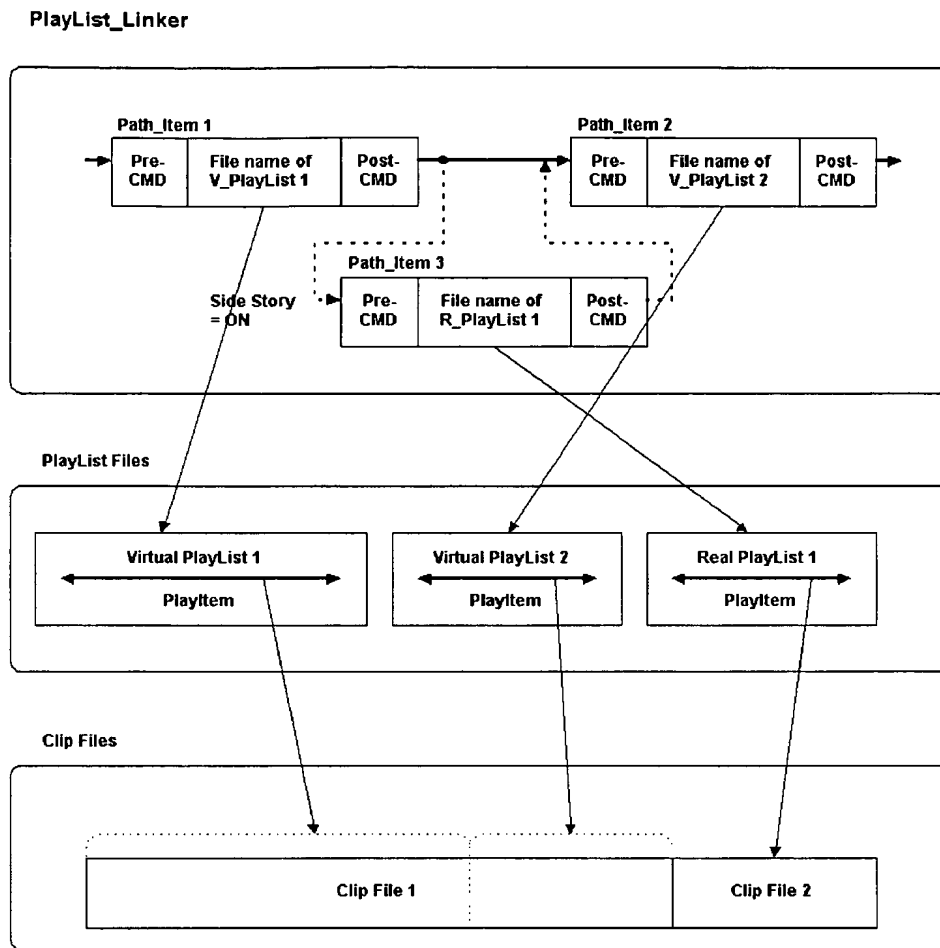 PlayList_Linker
Path_Item 1
Pre-
CMD
File name of
V_PlayList 1
Post-
CMD
Path_Item 2
Pre-
CMD
File name of
V_PlayList 2
Post-
CMD
Path_Item 3
Pre-
CMD
File name of
R_PlayList 1
Post-
CMD
Side Story
= ON
PlayList Files
Virtual PlayList 1
PlayItem
Virtual PlayList 2
PlayItem
Real PlayList 1
PlayItem
Clip Files
Clip File 1
Clip File 2